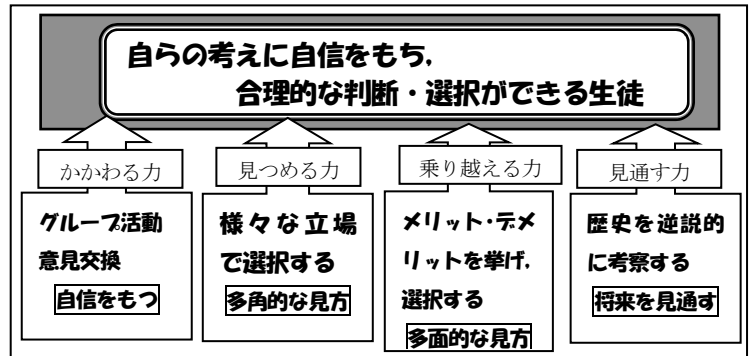 自らの考えに自信をもち，
合理的な判断・選択ができる生徒
かかわる力
見つめる力
乗り越える力
見通す力
グループ活動
意見交換
自信をもつ
様々な立場
で選択する
多角的な見方
メリット・デメ
リットを挙げ，
選択する
多面的な見方
歴史を逆説的
に考察する
将来を見通す